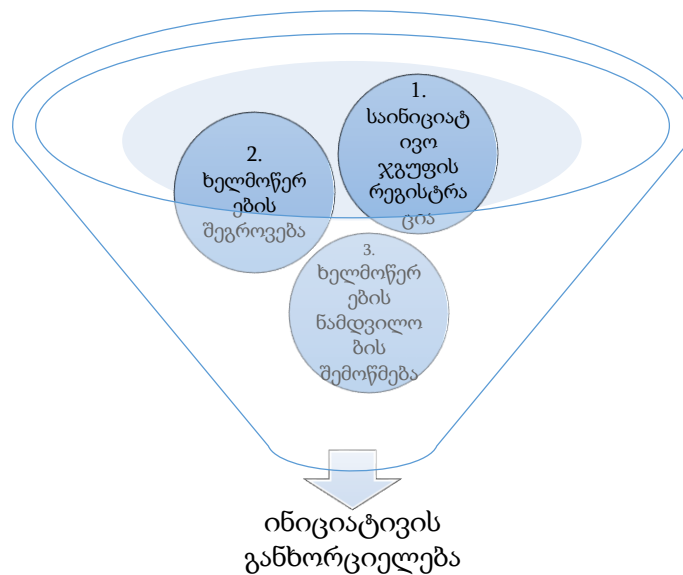 1.
საინიციატ
ივო
ჯგუფის
რეგისტრა
ცია
2.
ხელმოწერ
ების
შეგროვება
3.
ხელმოწერ
ების
ნამდვილო
ბის
შემოწმება
ინიციატივის
განხორციელება